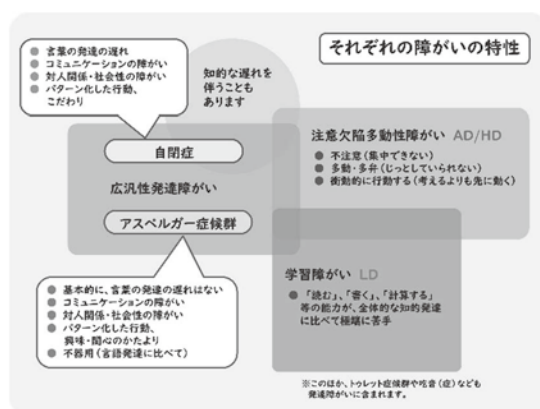 それぞれの障がいの特性
● 言葉の発達の遅れ
● コミュニケーションの障がい
● 対人関係・社会性の障がい
● パターン化した行動、
こだわり
知的な遅れを
伴うことも
あります
自閉症
広汎性発達障がい
アスペルガー症候群
● 基本的に、言葉の発達の遅れはない
● コミュニケーションの障がい
● 対人関係・社会性の障がい
● パターン化した行動、
興味・関心のかたより
● 不器用(言語発達に比べて)
注意欠陥多動性障がい AD/HD
● 不注意(集中できない)
● 多動・多弁(じっとしていられない)
● 衝動的に行動する(考えるよりも先に動く)
学習障がい LD
● 「読む」、「書く」、「計算する」
等の能力が、全体的な知的発達
に比べて極端に苦手
※このほか、トゥレット症候群や吃音(症)なども
発達障がいに含まれます。